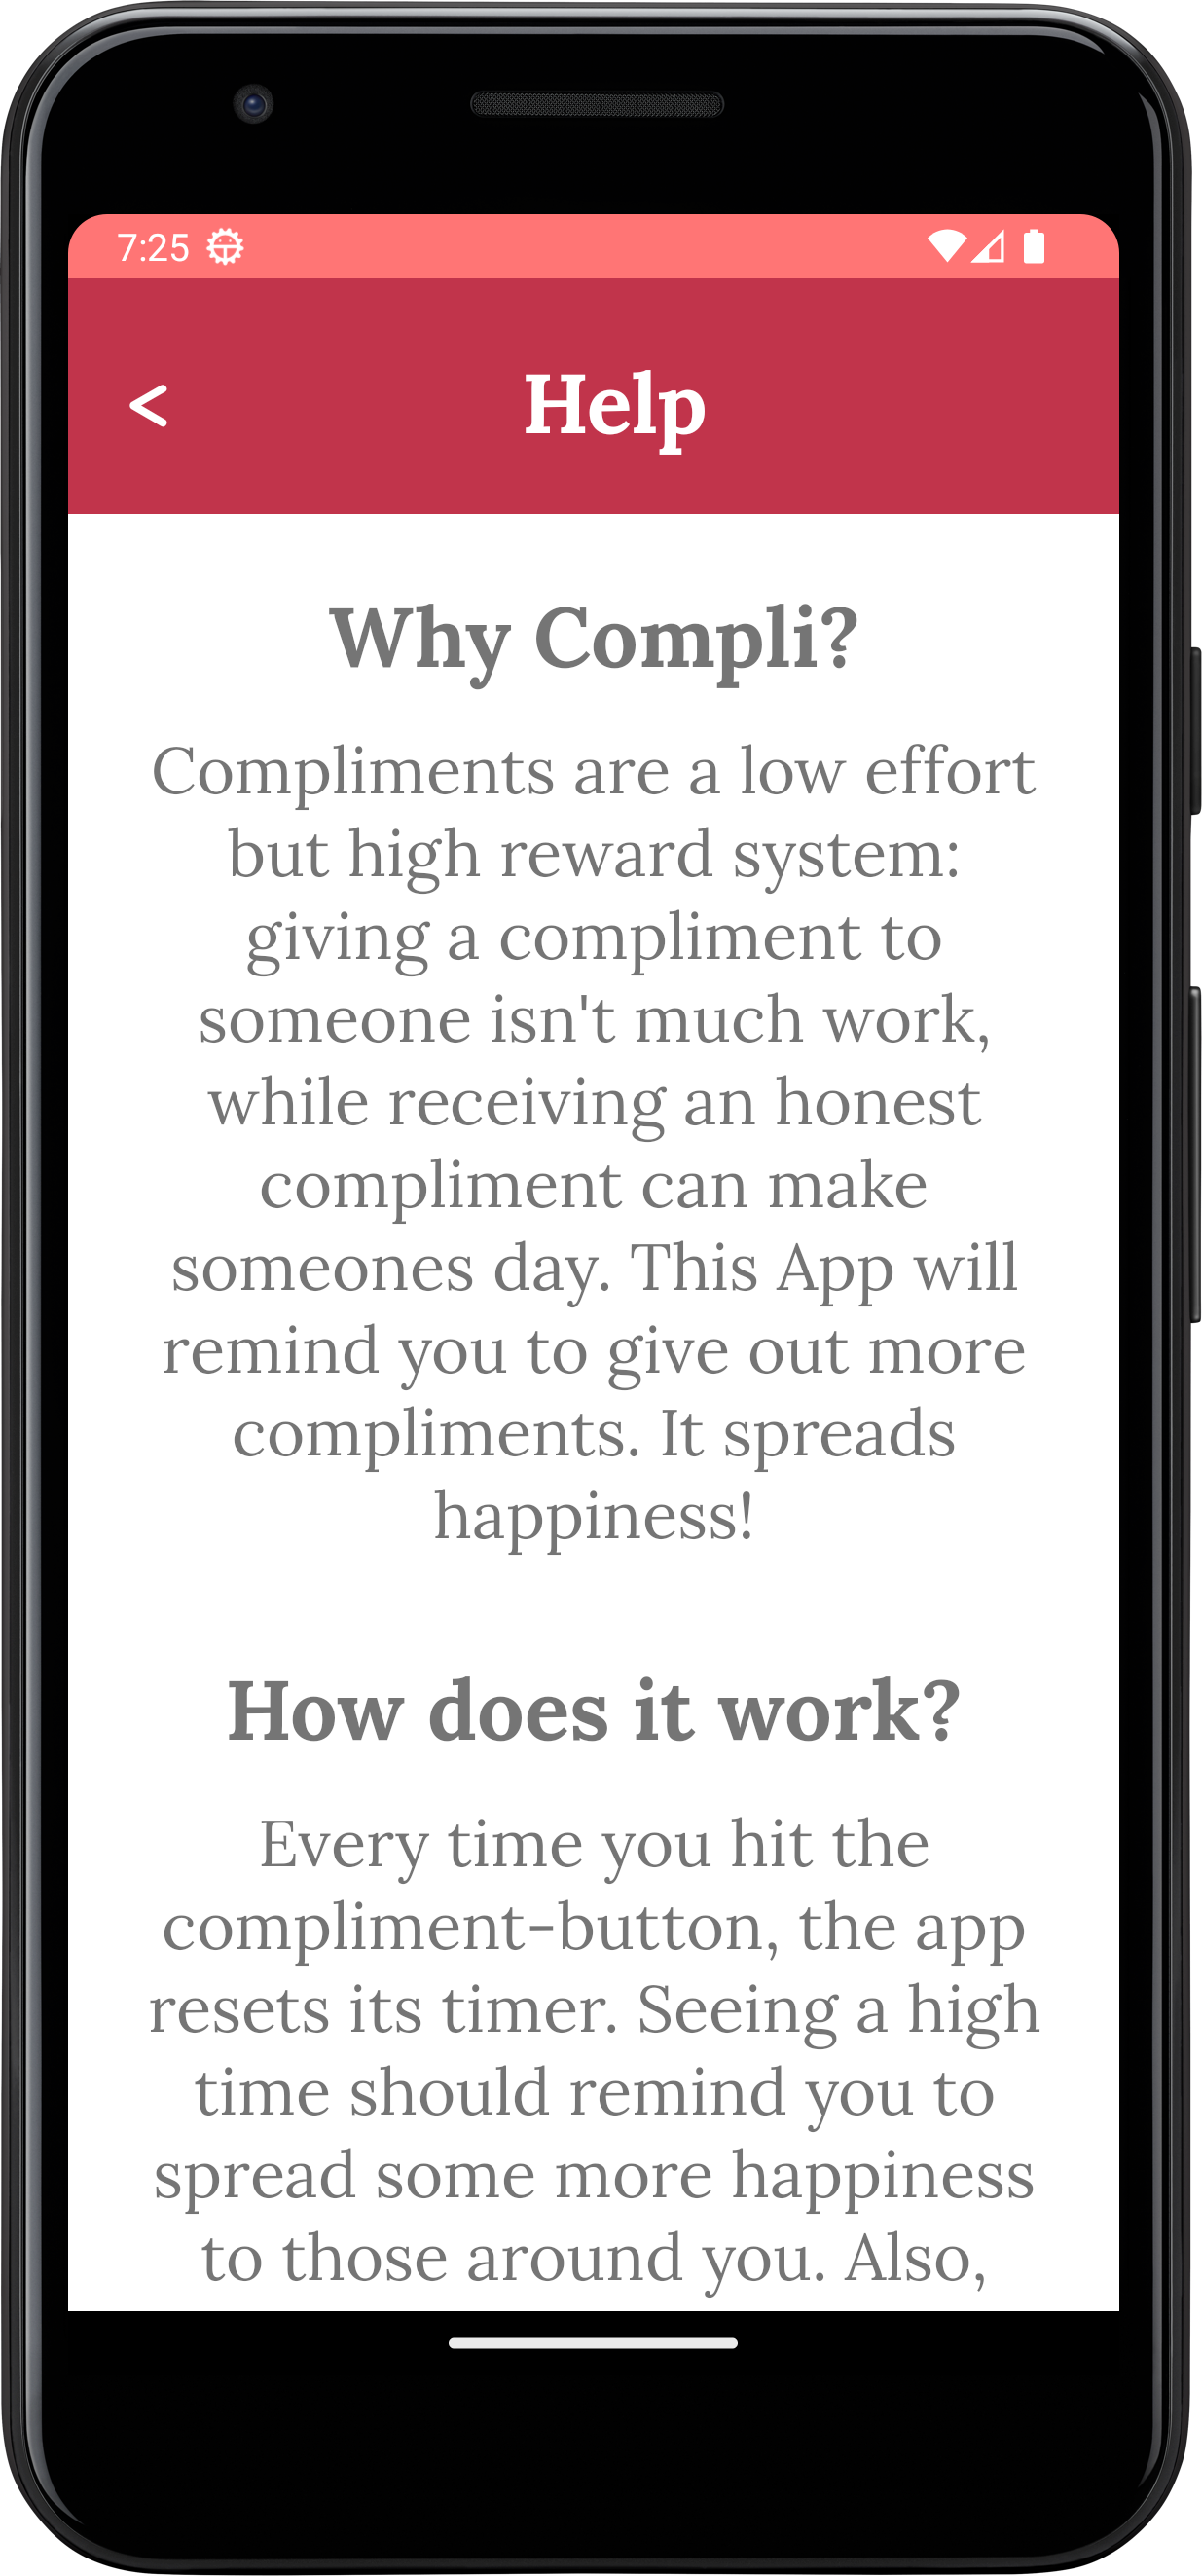 7:25
<
Help
Why Compli?
Compliments are a low effort
but high reward system:
giving a compliment to
someone isn't much work,
while receiving an honest
compliment can make
someones day. This App will
remind you to give out more
compliments. It spreads
happiness!
How does it work?
Every time you hit the
compliment-button, the app
resets its timer. Seeing a high
time should remind you to
spread some more happiness
to those around you. Also,